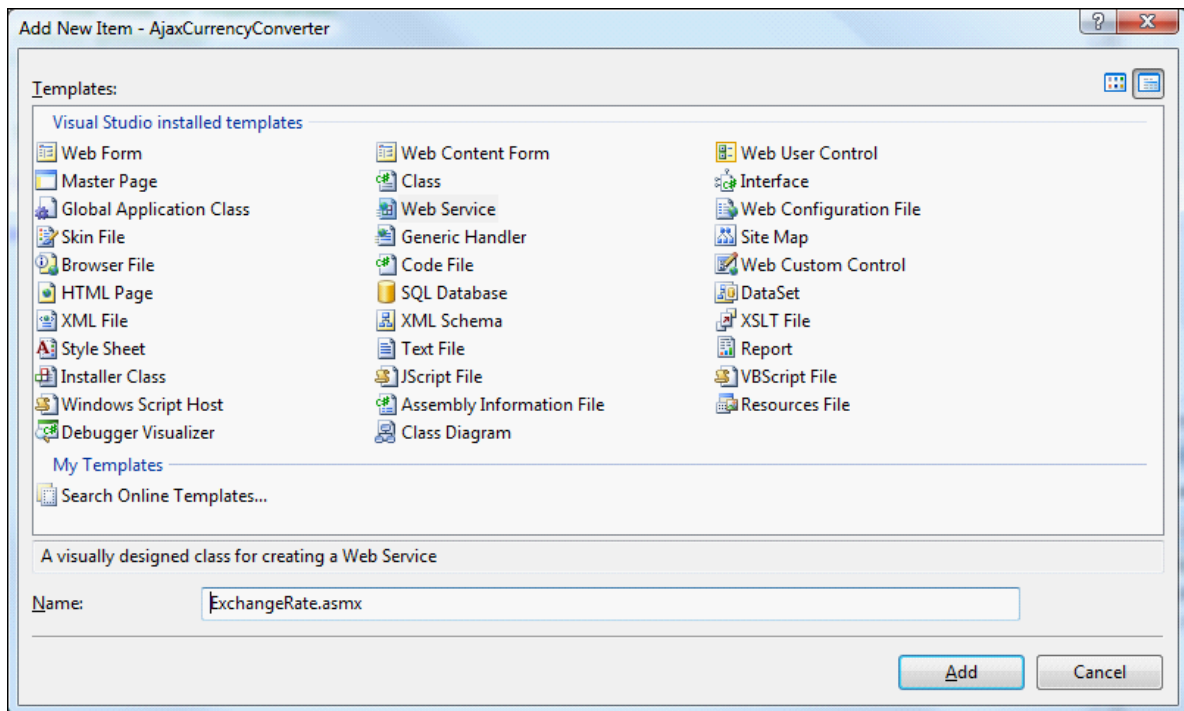 Add New Item - AjaxCurrencyConverter
Templates:
Visual Studio installed templates
Web Form Web Content Form Web User Control
Master Page Class Interface
Global Application Class Web Service Web Configuration File
Skin File Generic Handler Site Map
Browser File Code File Web Custom Control
HTML Page SQL Database DataSet
XML File XML Schema XSLT File
Style Sheet Text File Report
Installer Class JScript File VBScript File
Windows Script Host Assembly Information File Resources File
Debugger Visualizer Class Diagram
My Templates
Search Online Templates...
A visually designed class for creating a Web Service
Name: ExchangeRate.asmx
Add Cancel